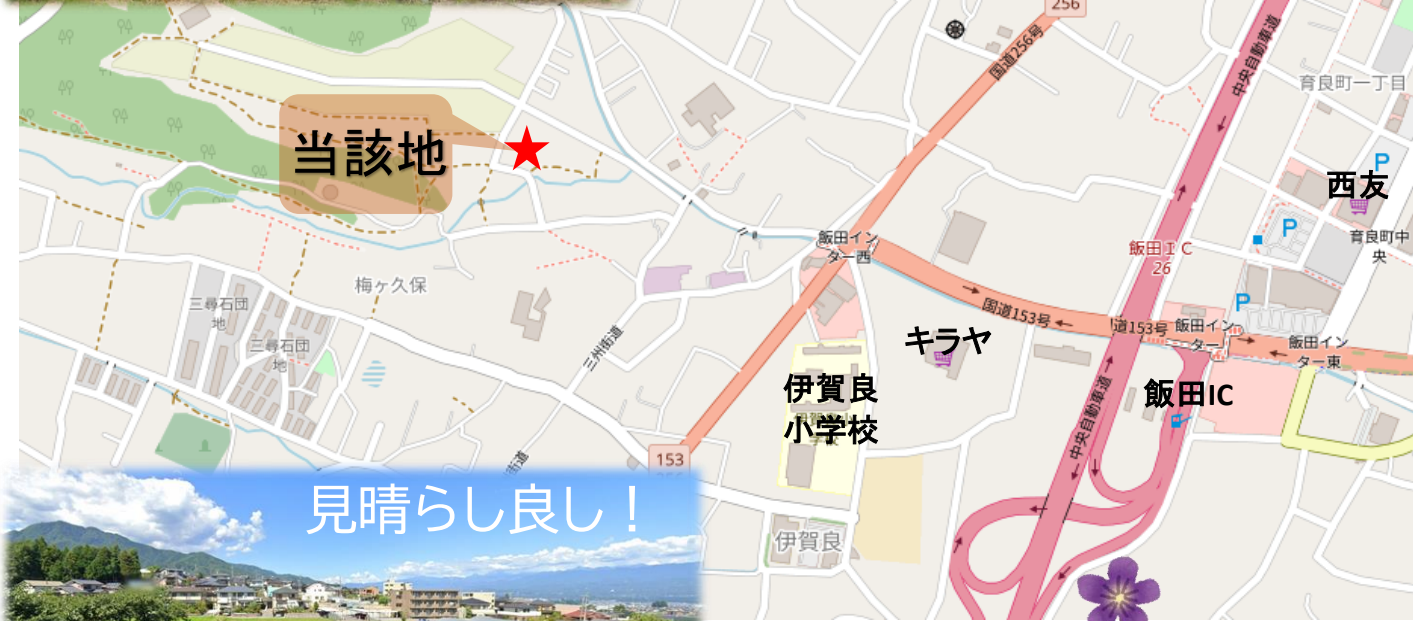 256
国道256号
中央自動車道
育良町一丁目
当該地
西友
P
P
育良町中
央
飯田イン
ター西
飯田IC
26
梅ヶ久保
三尋石団
地
三尋石団
地
国道153号
道153号
飯田イン
ター
P
飯田イン
ター東
三州街道
キラヤ
伊賀良
小学校
飯田IC
中央自動車道
153
街道
見晴らし良し！
伊賀良